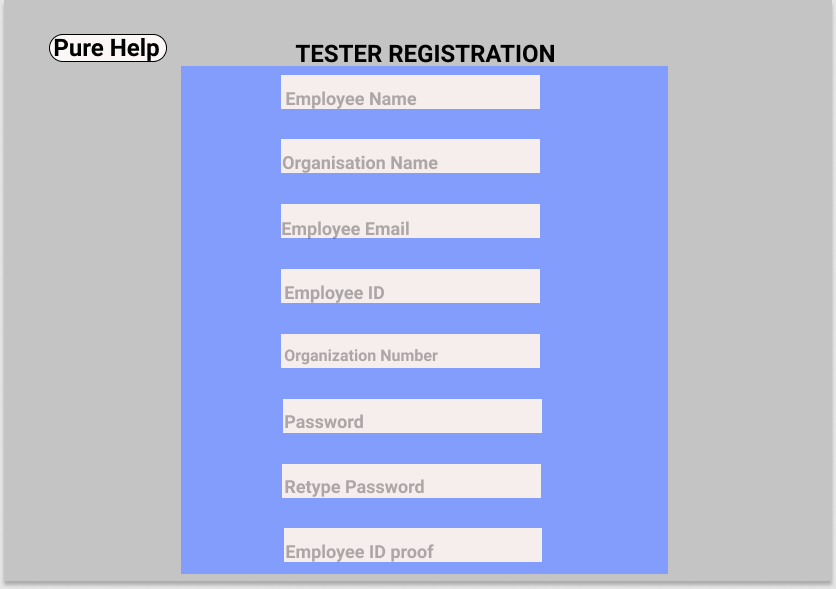 Pure Help
TESTER REGISTRATION
Employee Name
Organisation Name
Employee Email
Employee ID
Organization Number
Password
Retype Password
Employee ID proof